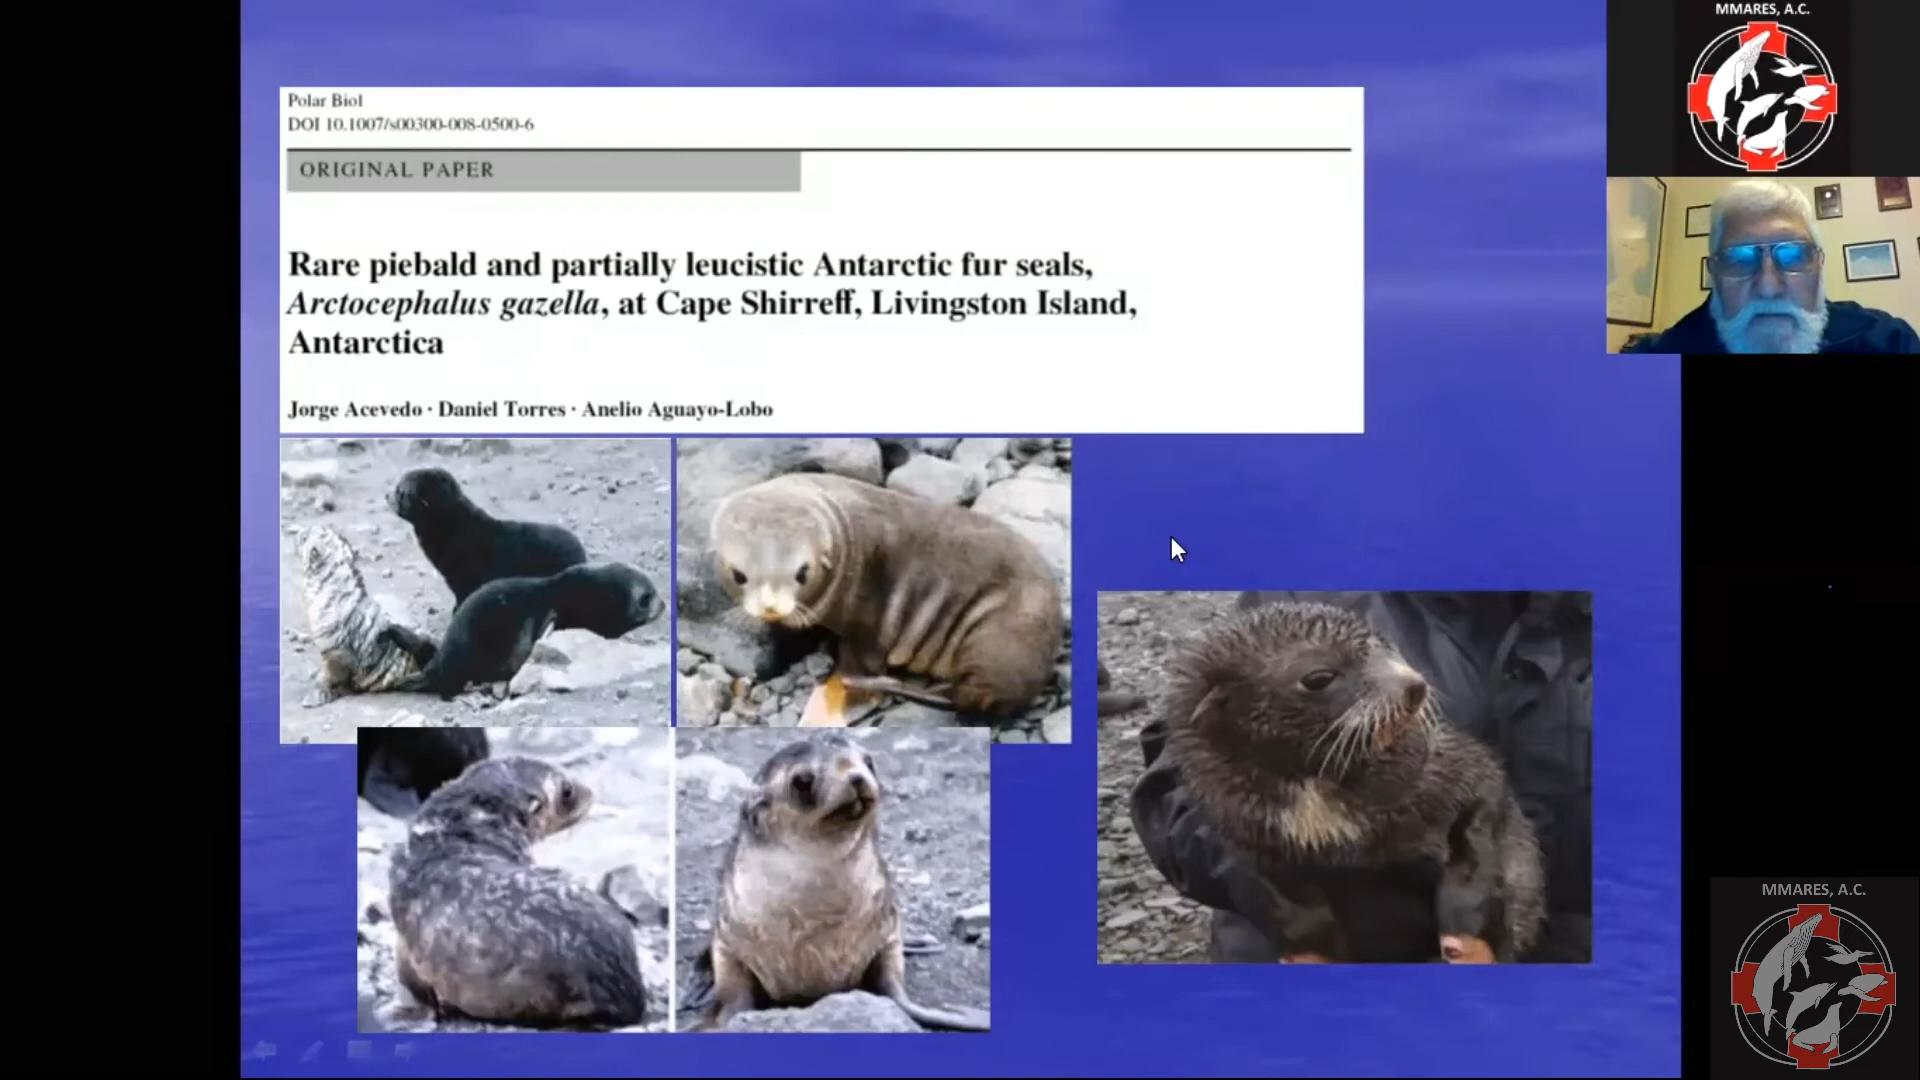 MMARES, A.C.
Polar Biol
DOI 10.1007/s00300-008-0500-6
ORIGINAL PAPER
Rare piebald and partially leucistic Antarctic fur seals,
Arctocephalus gazella, at Cape Shirreff, Livingston Island,
Antarctica
Jorge Acevedo · Daniel Torres · Anelio Aguayo-Lobo
MMARES, A.C.